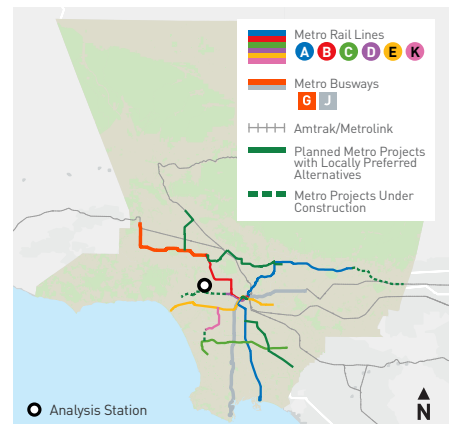 Metro Rail Lines
A B C D E K
Metro Busways
G J
Amtrak/Metrolink
Planned Metro Projects
with Locally Preferred
Alternatives
Metro Projects Under
Construction
Analysis Station
N